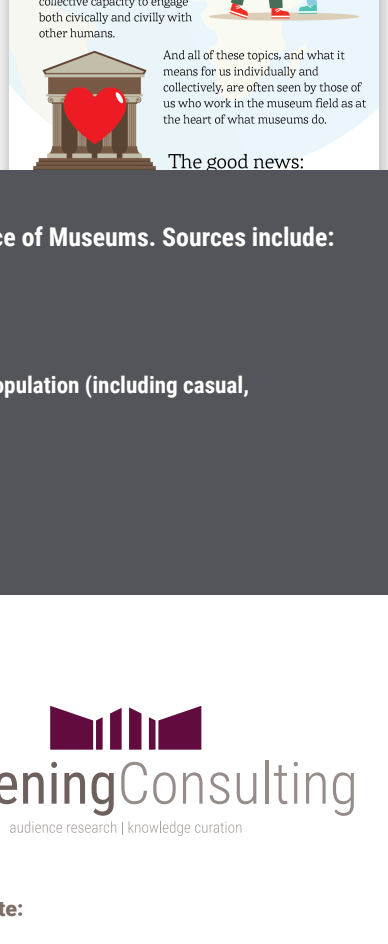 collective capacity to engage
both civically and civilly with
other humans.
And all of these topics, and what it
means for us individually and
collectively, are often seen by those of
us who work in the museum field as at
the heart of what museums do.
The good news:
ce of Museums. Sources include:
opulation (including casual,
eningConsulting
audience research | knowledge curation
te: